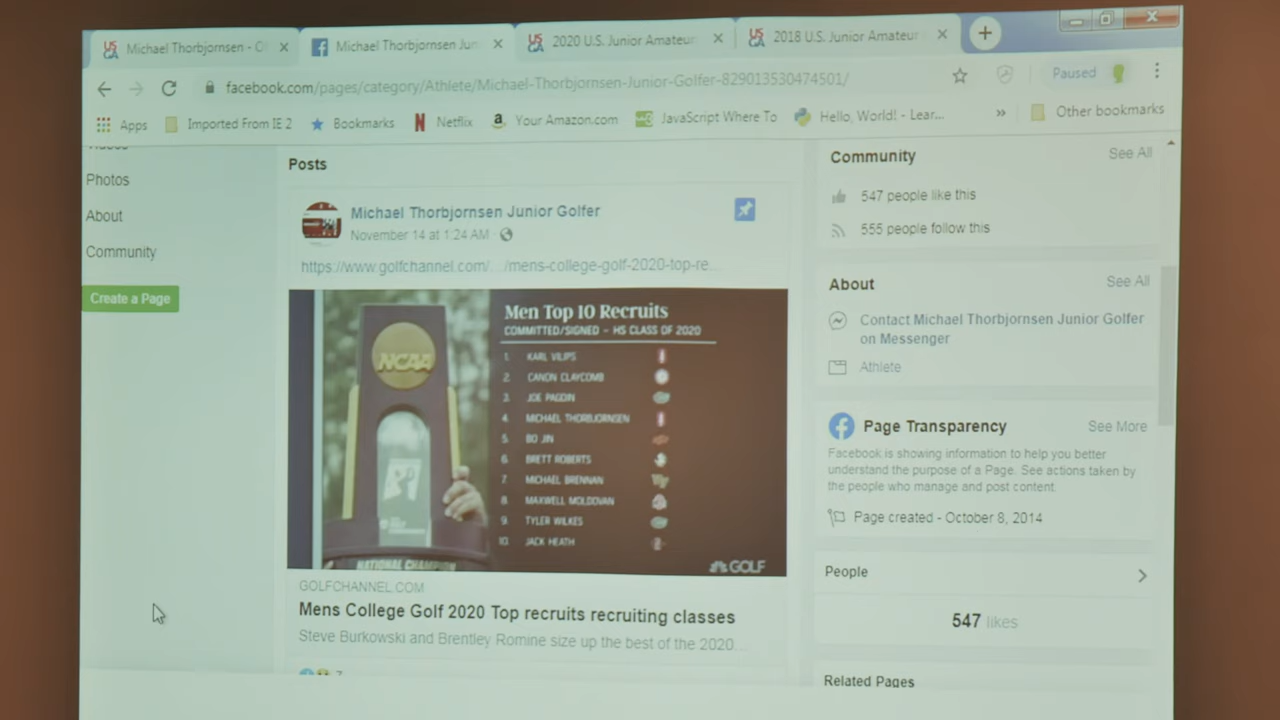 Michael Thorbjornsen - O
Michael Thorbjornsen Jun
2020 U.S. Junior Amateur
2018 U.S. Junior Amateur
facebook.com/pages/category/Athlete/Michael-Thorbjornsen-Junior-Golfer-829013530474501/
Paused
Apps
Imported From IE 2
Bookmarks
Netflix
Your Amazon.com
JavaScript Where To
Hello, World! - Lear...
»
Other bookmarks
Videos
Photos
About
Community
Create a Page
Posts
Michael Thorbjornsen Junior Golfer
November 14 at 1:24 AM ·
https://www.golfchannel.com/.../mens-college-golf-2020-top-re...
NCAA
NATIONAL CHAMPION
Men Top 10 Recruits
COMMITTED/SIGNED - HS CLASS OF 2020
1. KARL VILIPS
2. CANON CLAYCOMB
3. JOE PAGDIN
4. MICHAEL THORBJORNSEN
5. BO JIN
6. BRETT ROBERTS
7. MICHAEL BRENNAN
8. MAXWELL MOLDOVAN
9. TYLER WILKES
10. JACK HEATH
GOLF
GOLFCHANNEL.COM
Mens College Golf 2020 Top recruits recruiting classes
Steve Burkowski and Brentley Romine size up the best of the 2020...
Community
See All
547 people like this
555 people follow this
About
See All
Contact Michael Thorbjornsen Junior Golfer
on Messenger
Athlete
Page Transparency
See More
Facebook is showing information to help you better
understand the purpose of a Page. See actions taken by
the people who manage and post content.
Page created - October 8, 2014
People
547 likes
Related Pages